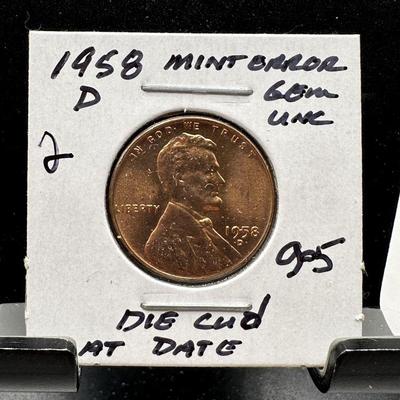 1958 MINT ERROR
D GEM
UNC
2
IN GOD WE TRUST
LIBERTY
1958
D
905
DIE CUD
AT DATE